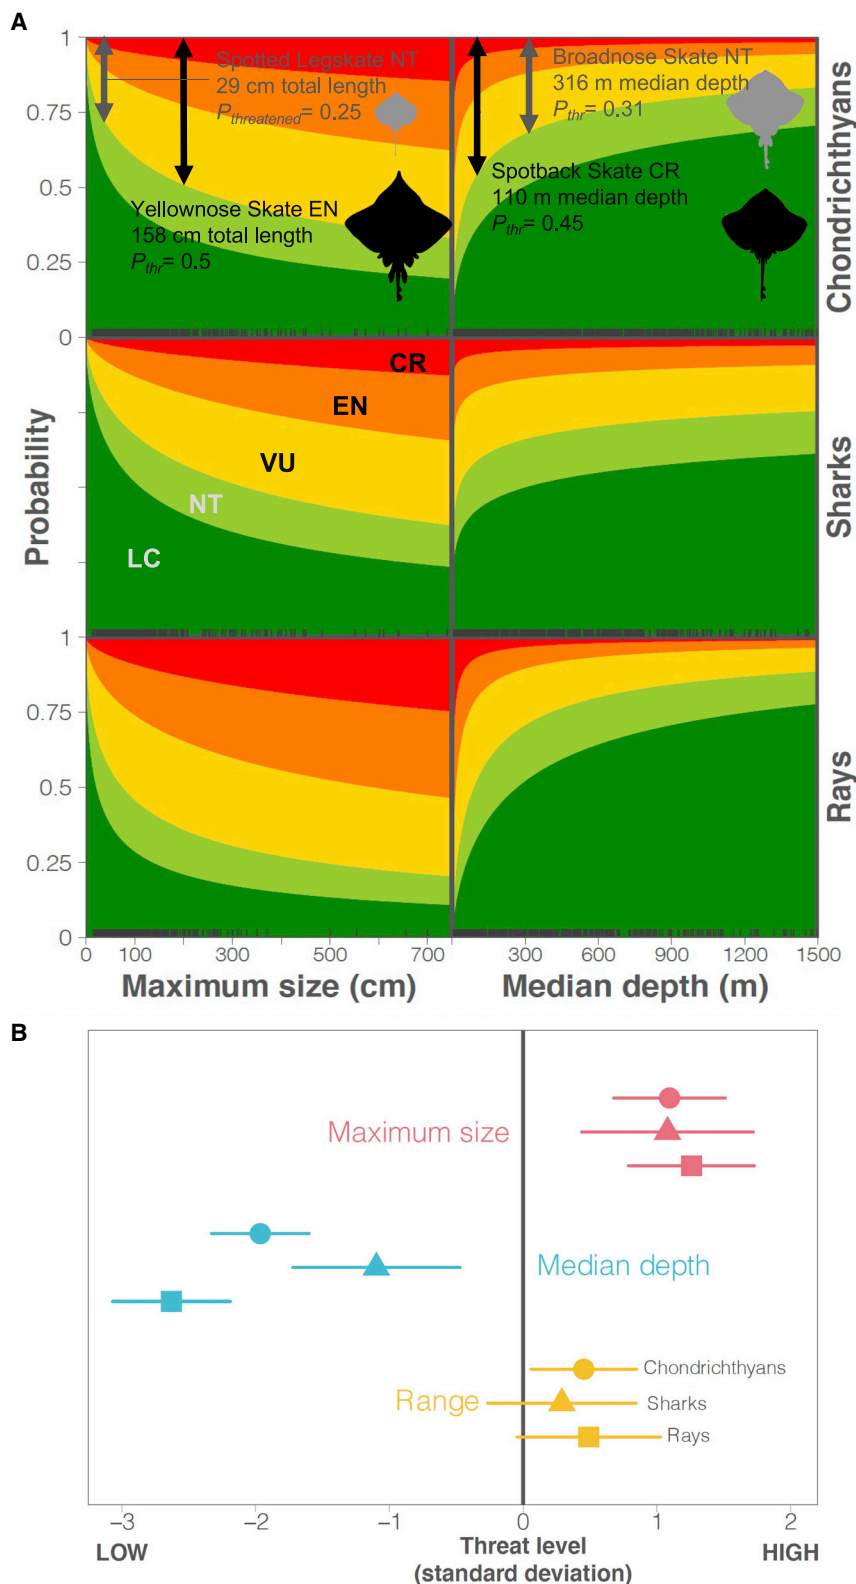 A
Spotted Legskate NT
29 cm total length
Pthreatened= 0.25
Yellownose Skate EN
158 cm total length
Pthr= 0.5
Broadnose Skate NT
316 m median depth
Pthr= 0.31
Spotback Skate CR
110 m median depth
Pthr= 0.45
Chondrichthyans
1
0.75
0.5
0.25
0
CR
EN
VU
NT
LC
Sharks
Probability
1
0.75
0.5
0.25
0
Rays
0 100 300 500 700 300 600 900 1200 1500
Maximum size (cm) Median depth (m)
B
Maximum size
Median depth
Chondrichthyans
Range
Sharks
Rays
−3 −2 −1 0 1 2
LOW Threat level HIGH
(standard deviation)